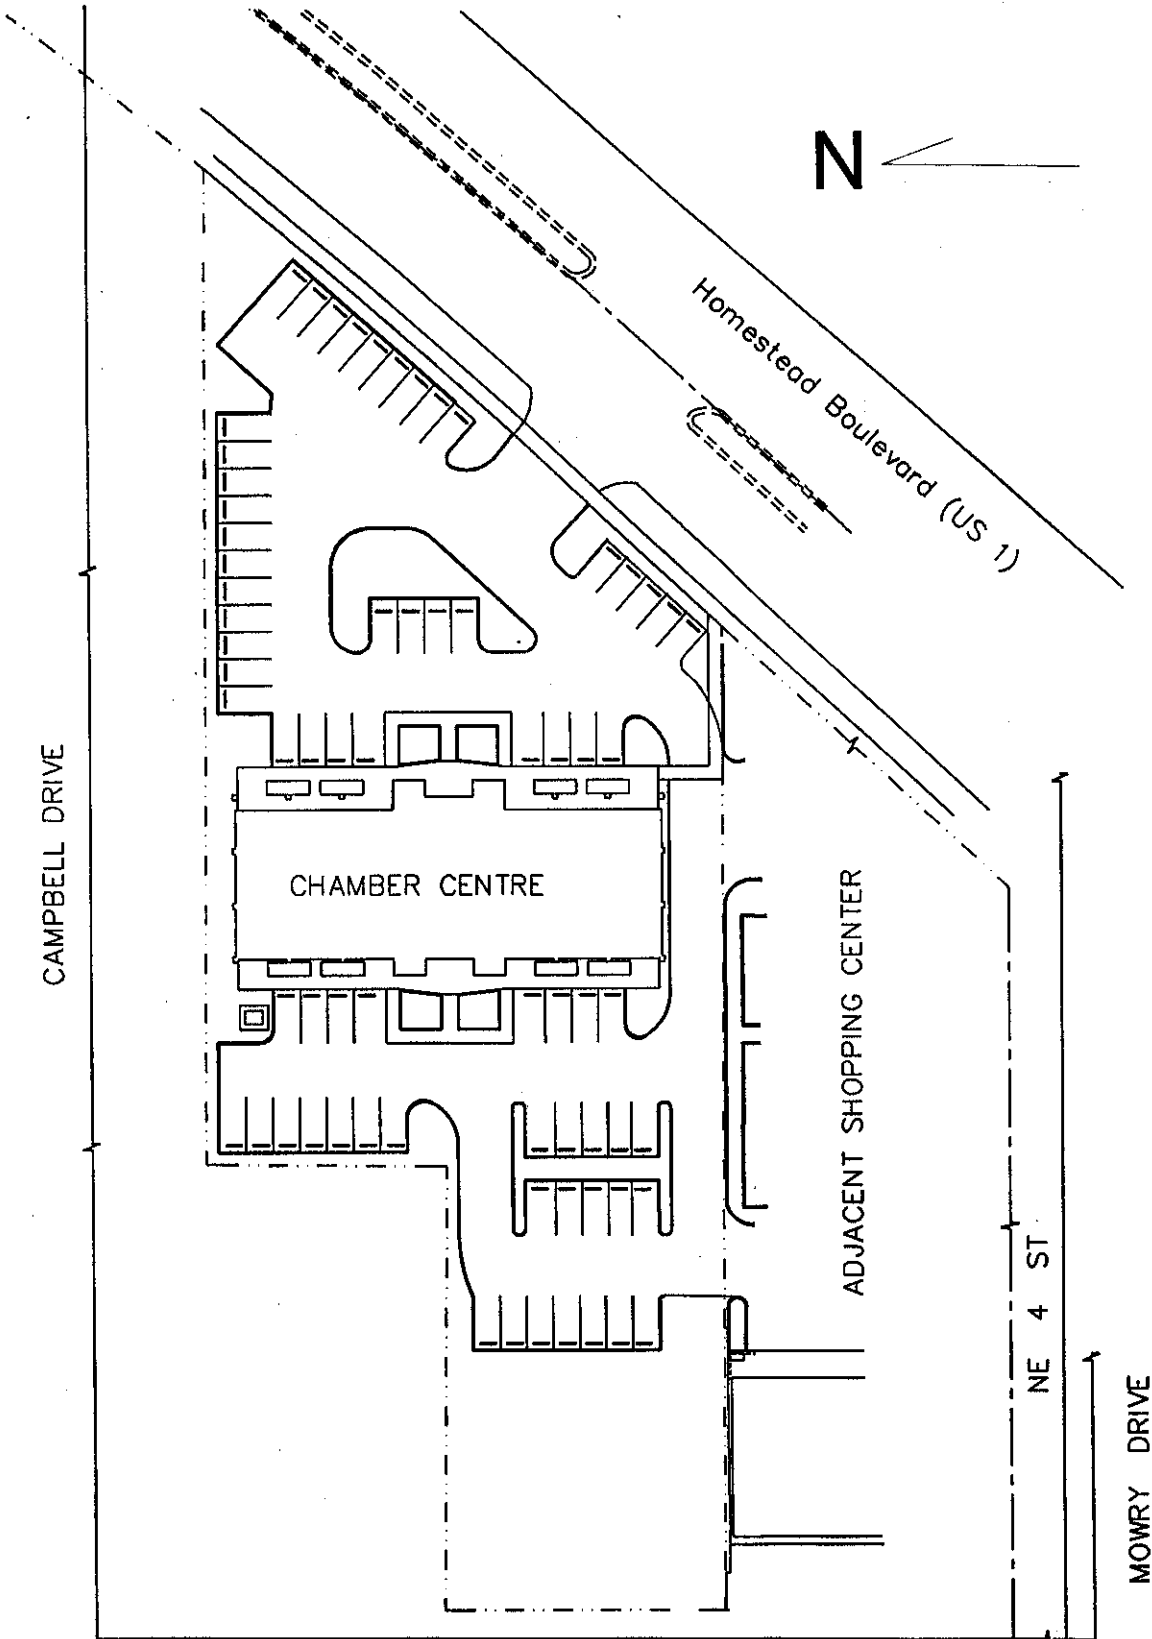 N
Homestead Boulevard (US 1)
CAMPBELL DRIVE
CHAMBER CENTRE
ADJACENT SHOPPING CENTER
NE 4 ST
MOWRY DRIVE